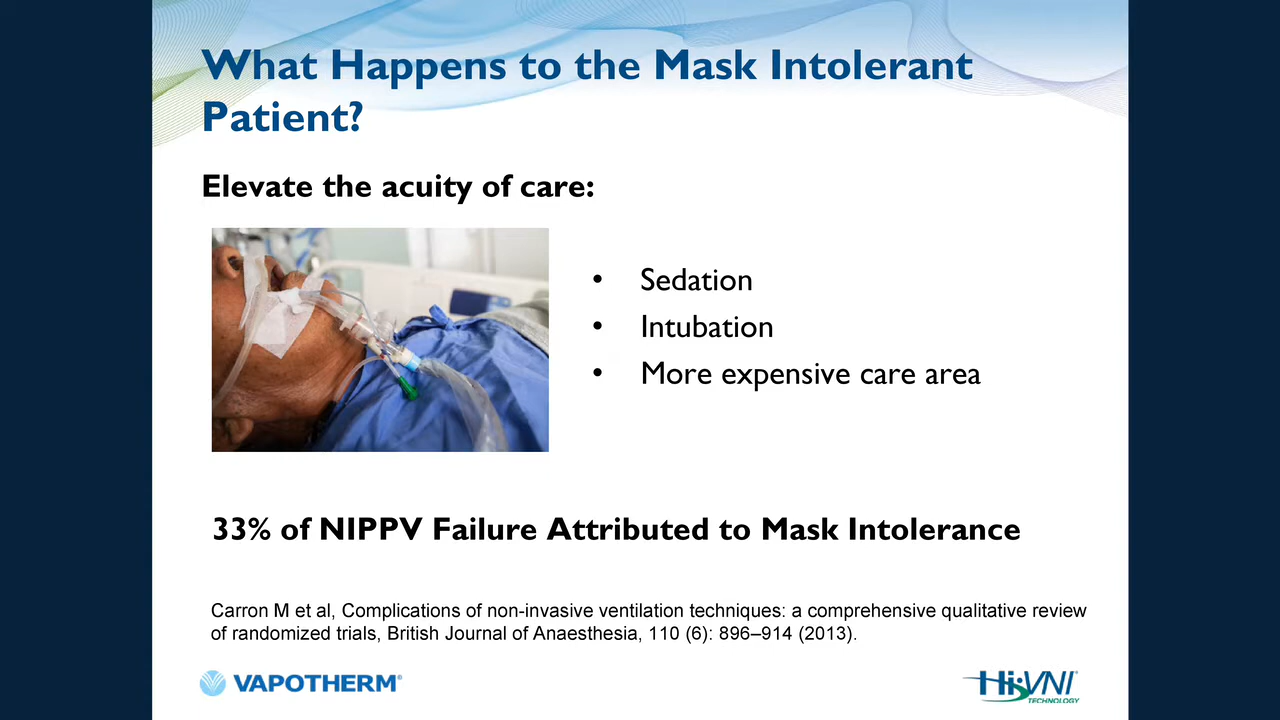 What Happens to the Mask Intolerant
Patient?
Elevate the acuity of care:
• Sedation
• Intubation
• More expensive care area
33% of NIPPV Failure Attributed to Mask Intolerance
Carron M et al, Complications of non-invasive ventilation techniques: a comprehensive qualitative review
of randomized trials, British Journal of Anaesthesia, 110 (6): 896–914 (2013).
VAPOTHERM®
Hi-VNI®
TECHNOLOGY